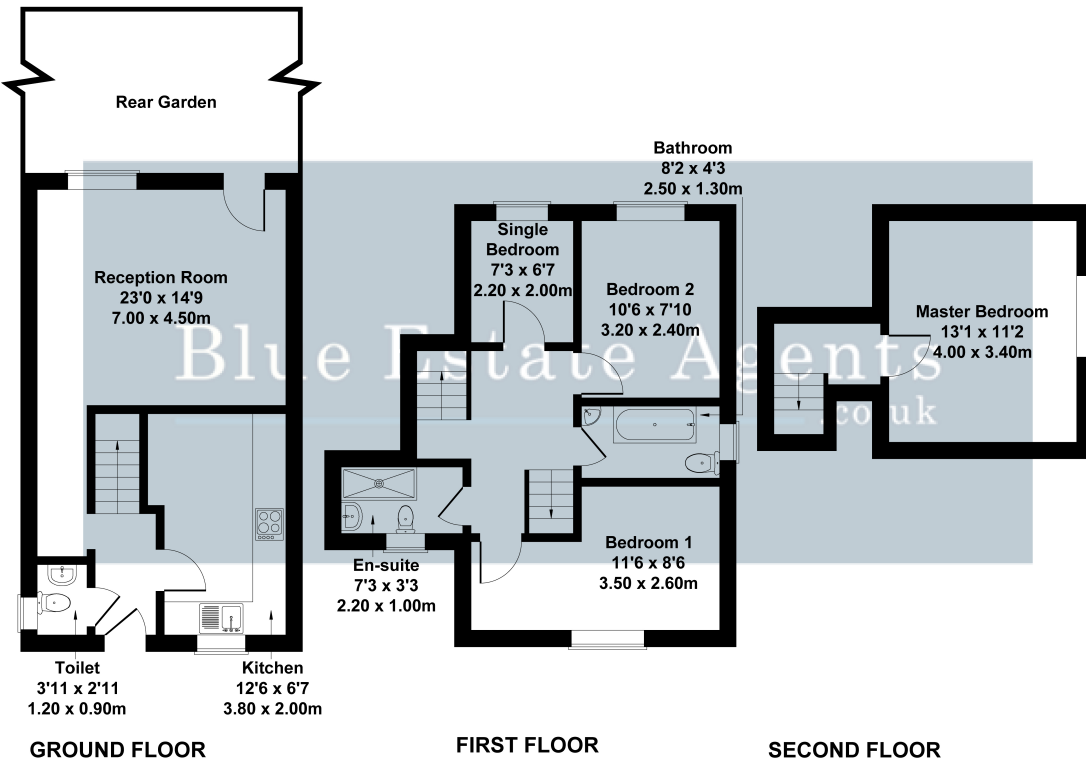 Rear Garden
Reception Room
23'0 x 14'9
7.00 x 4.50m
Toilet
3'11 x 2'11
1.20 x 0.90m
Kitchen
12'6 x 6'7
3.80 x 2.00m
GROUND FLOOR
Bathroom
8'2 x 4'3
2.50 x 1.30m
Single
Bedroom
7'3 x 6'7
2.20 x 2.00m
Bedroom 2
10'6 x 7'10
3.20 x 2.40m
En-suite
7'3 x 3'3
2.20 x 1.00m
Bedroom 1
11'6 x 8'6
3.50 x 2.60m
FIRST FLOOR
Master Bedroom
13'1 x 11'2
4.00 x 3.40m
SECOND FLOOR
Blue Estate Agents
.co.uk